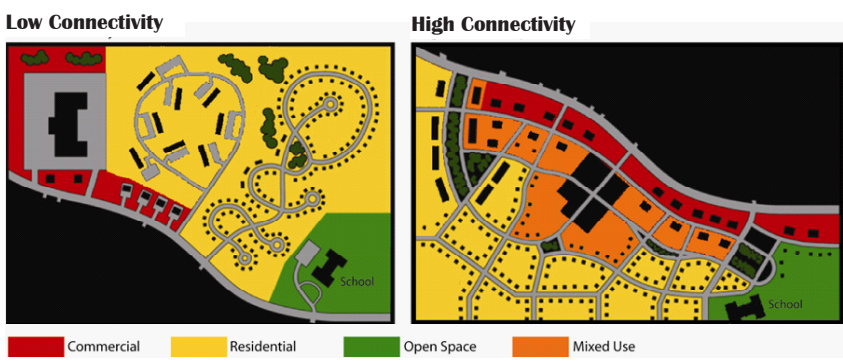 Low Connectivity
High Connectivity
School
School
Commercial
Residential
Open Space
Mixed Use